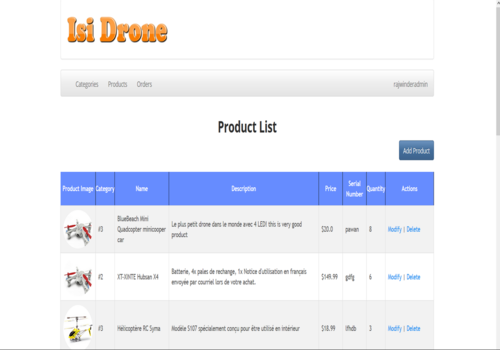 Isi Drone
Categories Products Orders rajwinderadmin
Product List
Add Product
Product Image Category Name Description Price Serial Number Quantity Actions
BlueBeach Mini
#3 Quadcopter minicooper Le plus petit drone dans le monde avec 4 LED! this is very good $20.0 pawan 8 Modify | Delete
car product
#2 XT-XINTE Hubsan X4 Batterie, 4x pales de rechange, 1x Notice d'utilisation en français $149.99 gdfg 6 Modify | Delete
envoyée par courriel lors de votre achat.
#3 Hélicoptère RC Syma Modèle S107 spécialement conçu pour être utilisé en intérieur $18.99 3 Modify | Delete